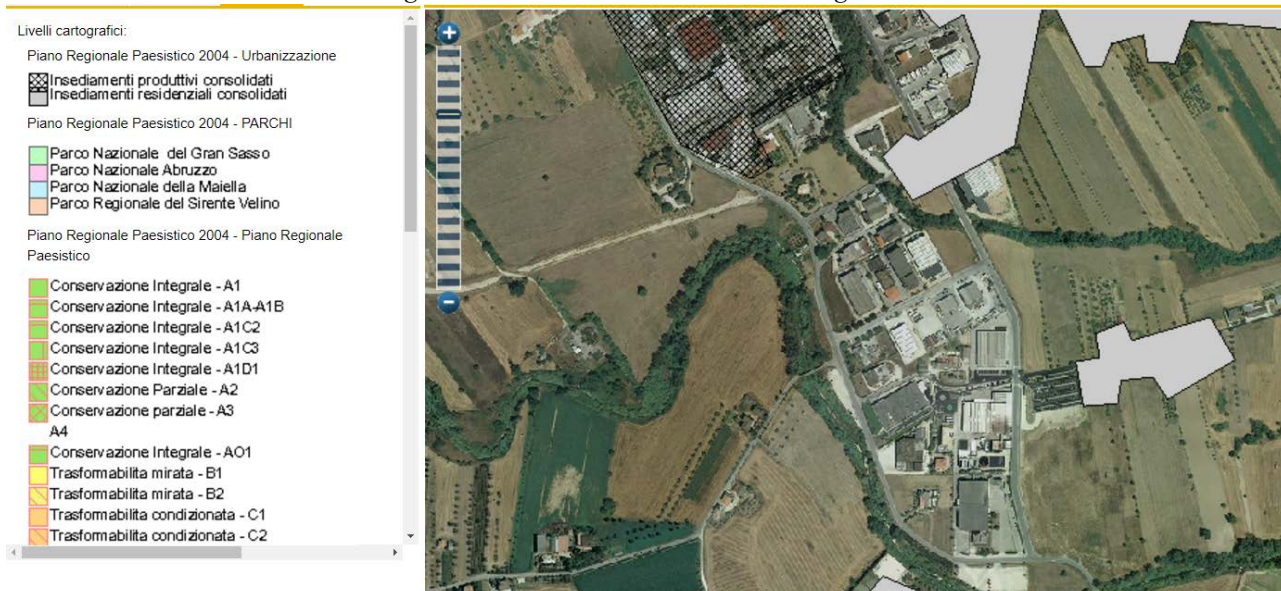 Livelli cartografici:
Piano Regionale Paesistico 2004 - Urbanizzazione
Insediamenti produttivi consolidati
Insediamenti residenziali consolidati
Piano Regionale Paesistico 2004 - PARCHI
Parco Nazionale del Gran Sasso
Parco Nazionale Abruzzo
Parco Nazionale della Maiella
Parco Regionale del Sirente Velino
Piano Regionale Paesistico 2004 - Piano Regionale
Paesistico
Conservazione Integrale - A1
Conservazione Integrale - A1A-A1B
Conservazione Integrale - A1C2
Conservazione Integrale - A1C3
Conservazione Integrale - A1D1
Conservazione Parziale - A2
Conservazione parziale - A3
A4
Conservazione Integrale - AO1
Trasformabilita mirata - B1
Trasformabilita mirata - B2
Trasformabilita condizionata - C1
Trasformabilita condizionata - C2